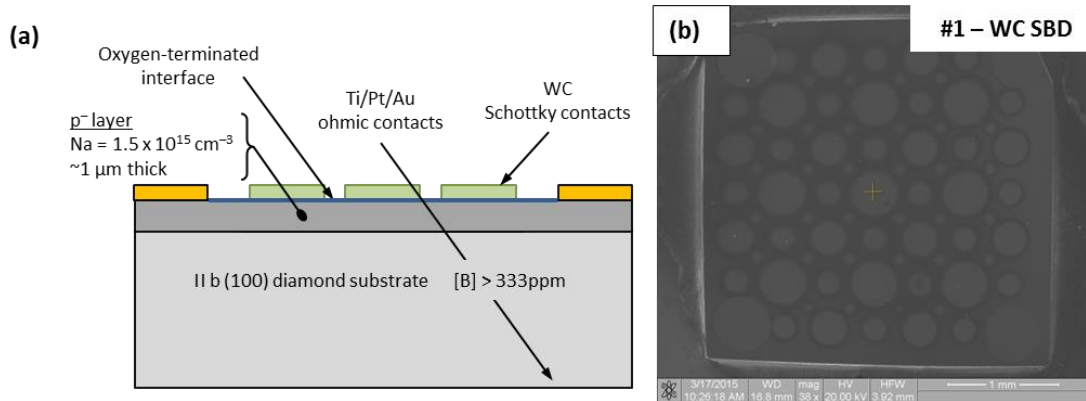 (a)
Oxygen-terminated
interface
Ti/Pt/Au
ohmic contacts
WC
Schottky contacts
p⁻ layer
Na = 1.5 x 10¹⁵ cm⁻³
~1 µm thick
II b (100) diamond substrate [B] > 333ppm
(b)
#1 – WC SBD
3/17/2015 WD mag HV HFW
10:26:18 AM 16.8 mm 38 x 20.00 kV 3.92 mm
1 mm